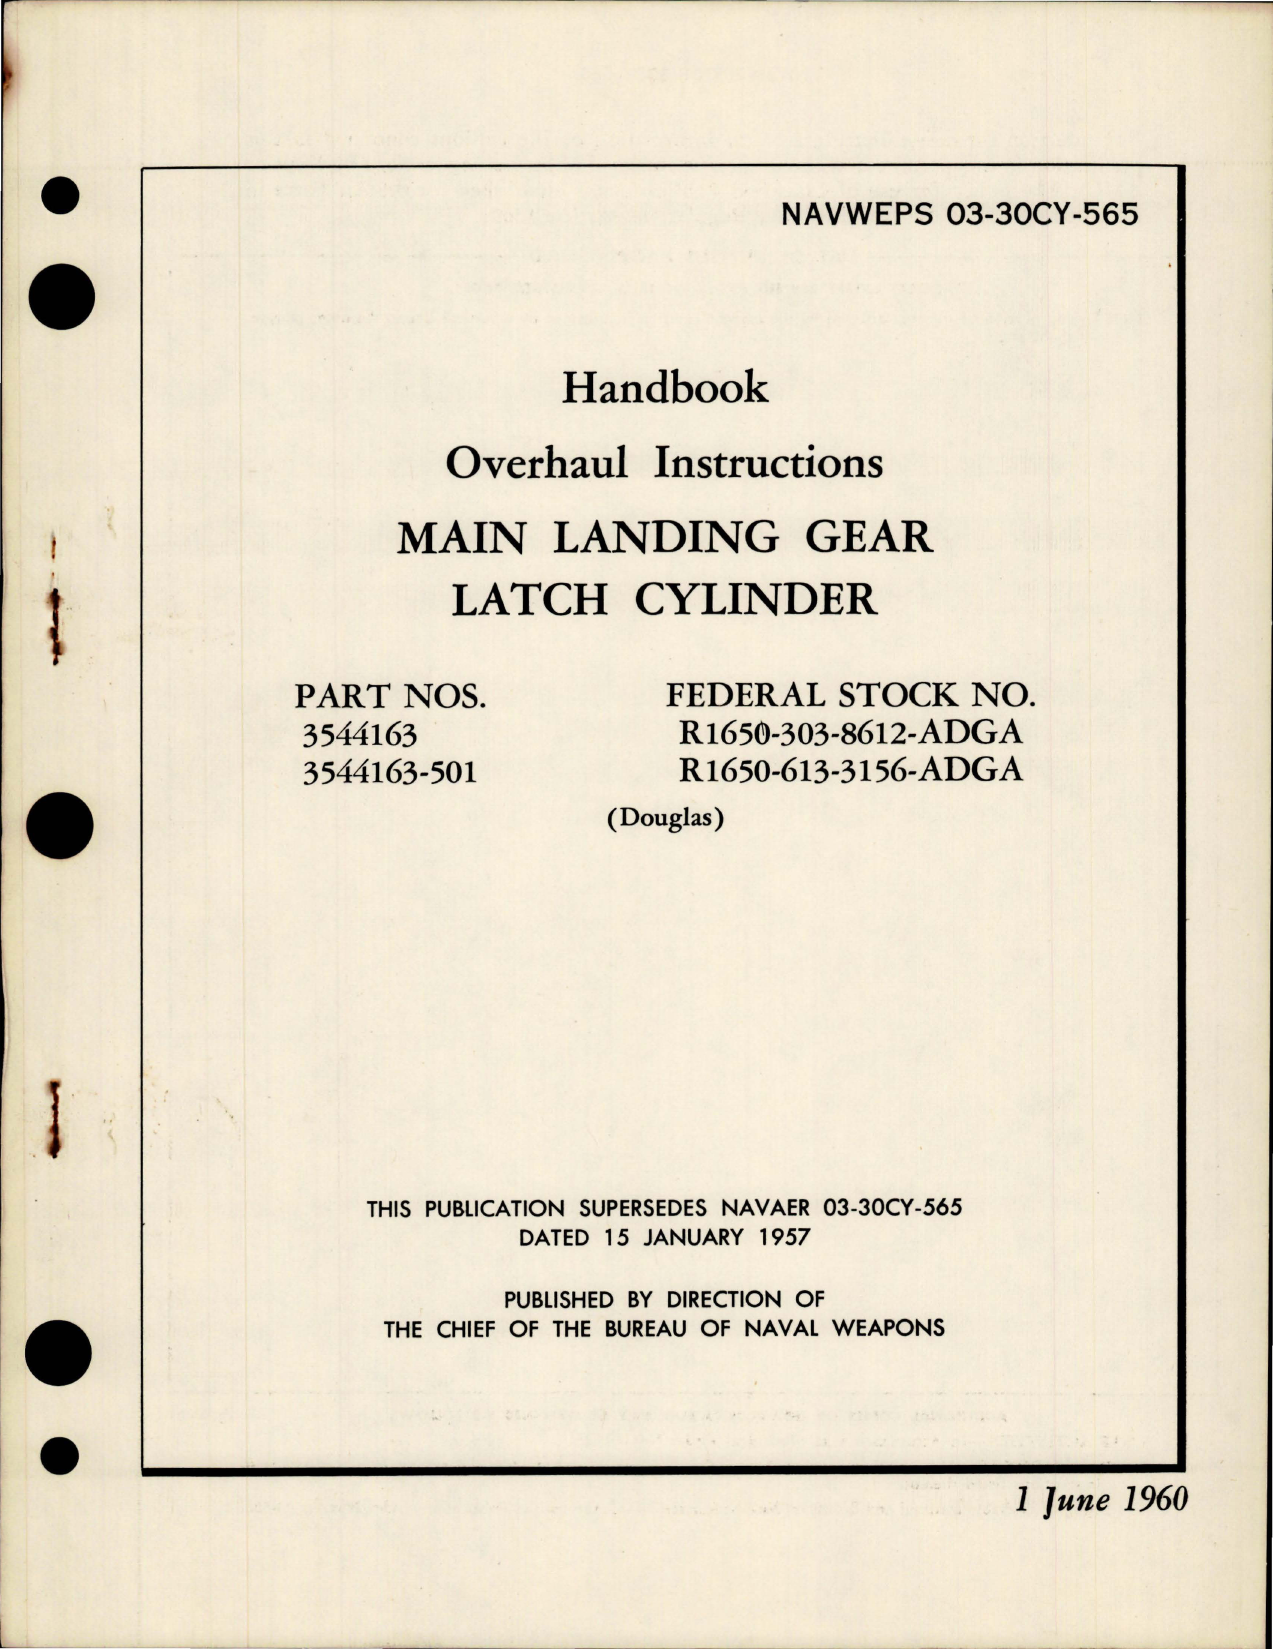 NAVWEPS 03-30CY-565
Handbook
Overhaul Instructions
MAIN LANDING GEAR
LATCH CYLINDER
PART NOS. FEDERAL STOCK NO.
3544163 R1650-303-8612-ADGA
3544163-501 R1650-613-3156-ADGA
(Douglas)
THIS PUBLICATION SUPERSEDES NAVAER 03-30CY-565
DATED 15 JANUARY 1957
PUBLISHED BY DIRECTION OF
THE CHIEF OF THE BUREAU OF NAVAL WEAPONS
1 June 1960